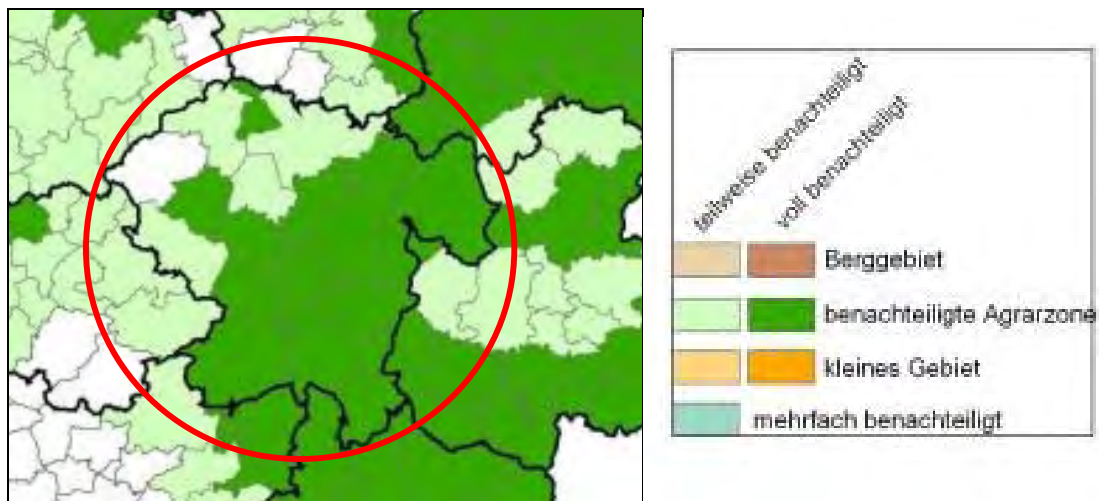 teilweise benachteiligt
voll benachteiligt
Berggebiet
benachteiligte Agrarzone
kleines Gebiet
mehrfach benachteiligt